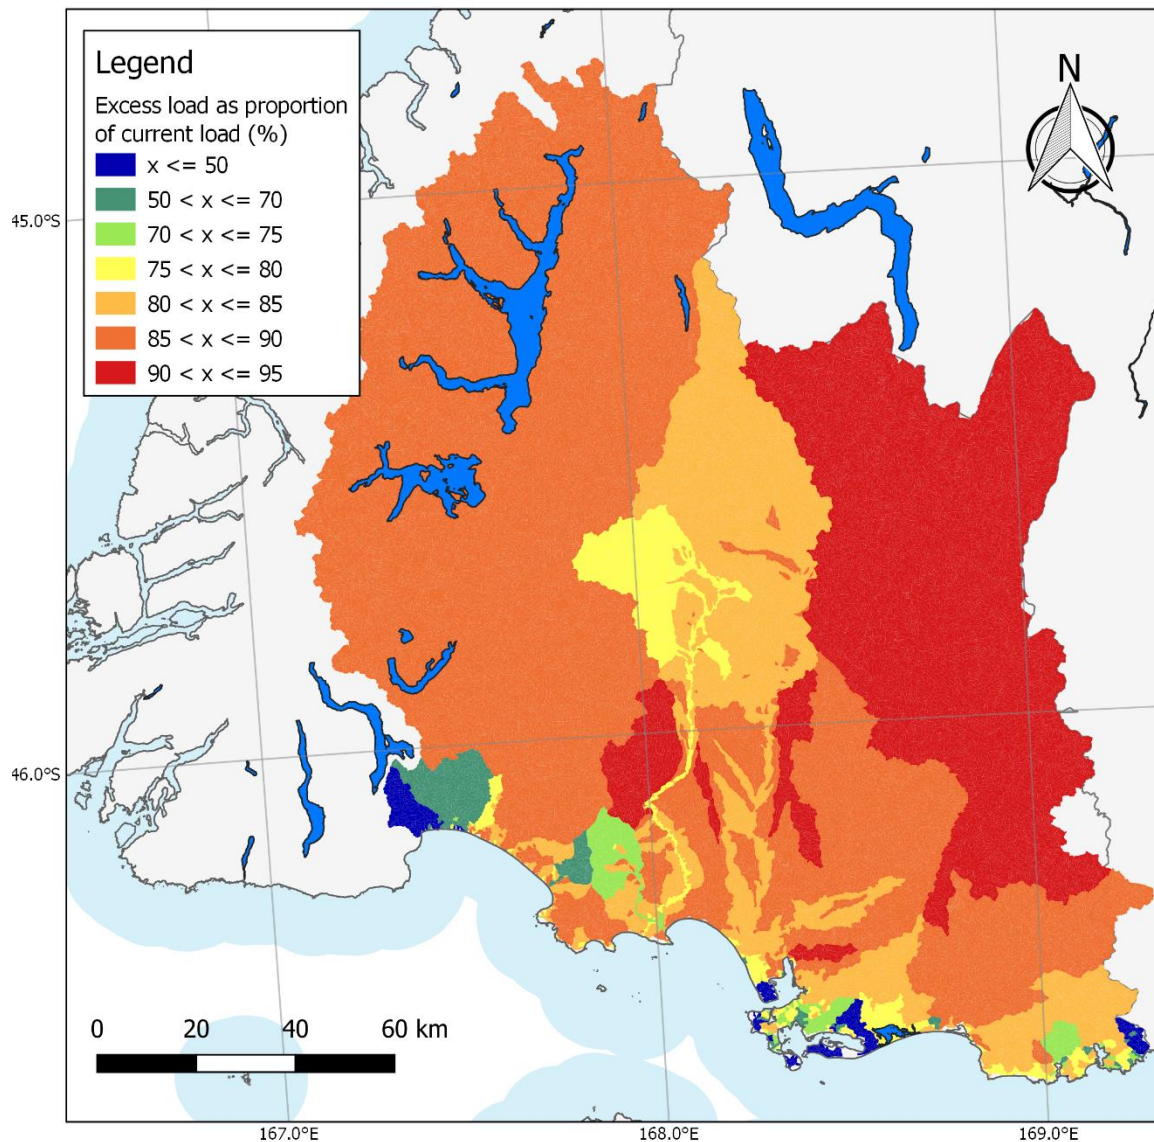 Legend
Excess load as proportion
of current load (%)
x <= 50
50 < x <= 70
70 < x <= 75
75 < x <= 80
80 < x <= 85
85 < x <= 90
90 < x <= 95
N
45.0°S
46.0°S
0 20 40 60 km
167.0°E 168.0°E 169.0°E